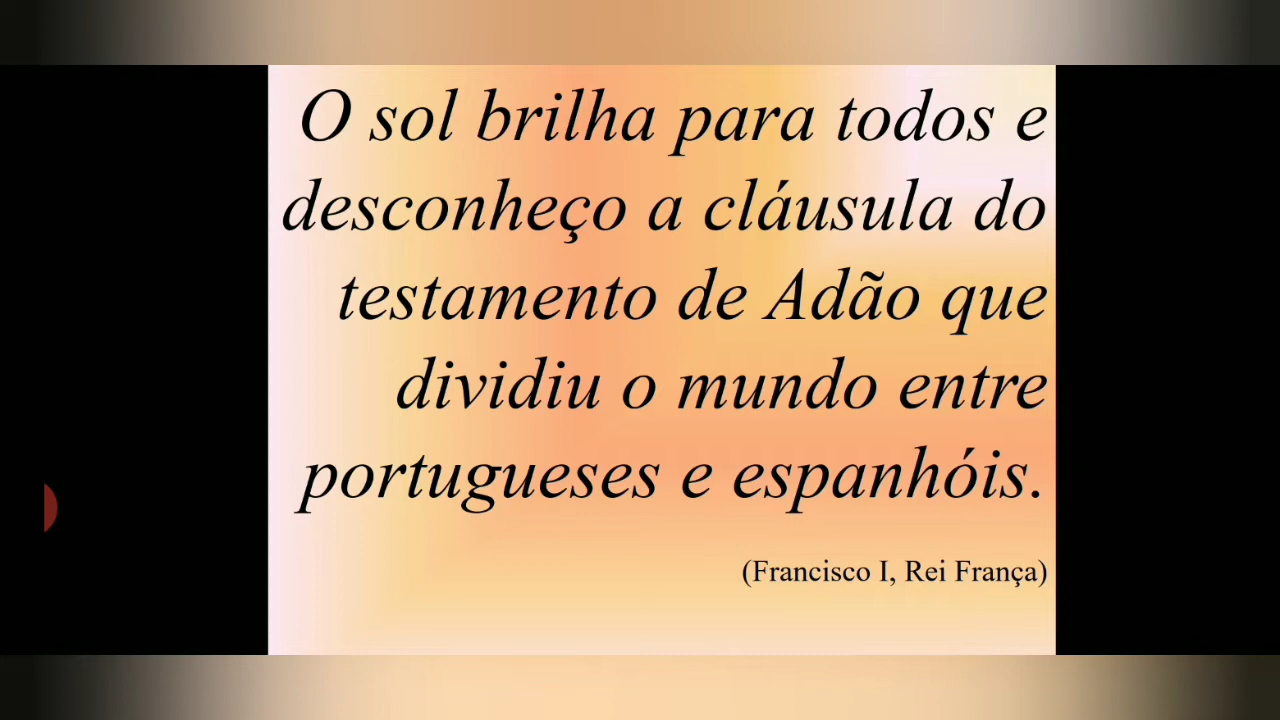 O sol brilha para todos e
desconheço a cláusula do
testamento de Adão que
dividiu o mundo entre
portugueses e espanhóis.
(Francisco I, Rei França)